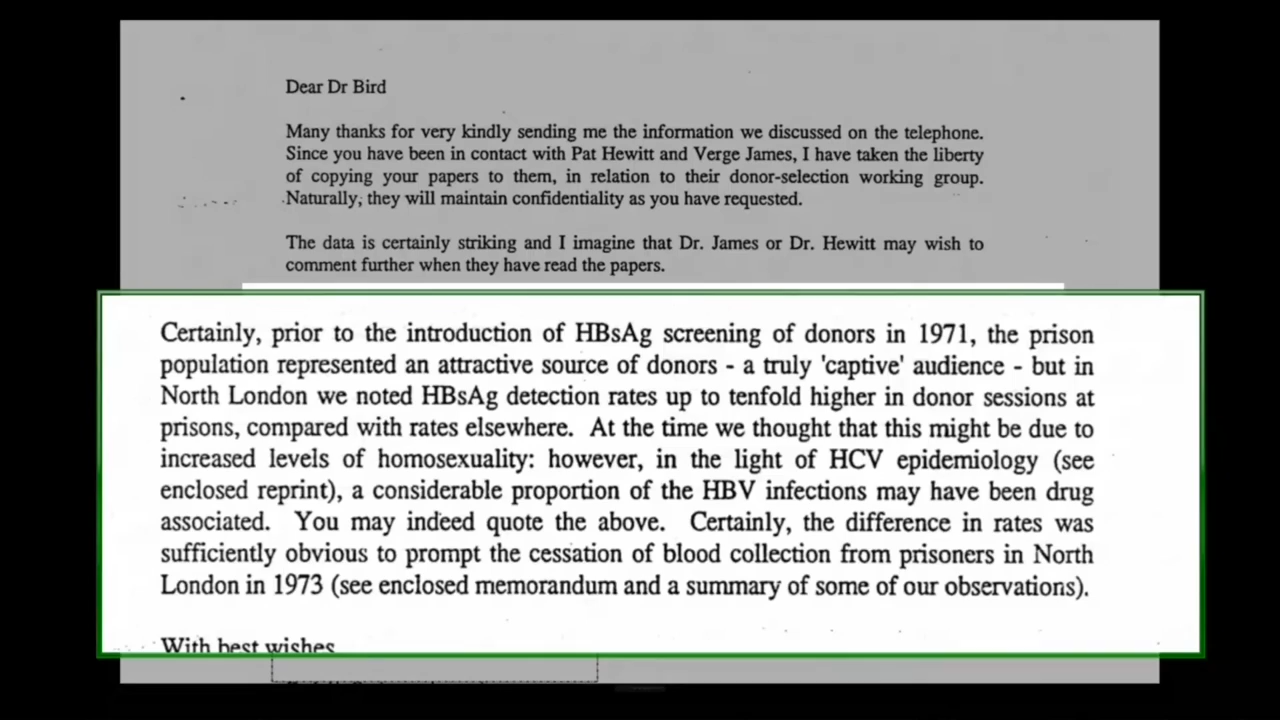 Dear Dr Bird
Many thanks for very kindly sending me the information we discussed on the telephone.
Since you have been in contact with Pat Hewitt and Verge James, I have taken the liberty
of copying your papers to them, in relation to their donor-selection working group.
Naturally, they will maintain confidentiality as you have requested.
The data is certainly striking and I imagine that Dr. James or Dr. Hewitt may wish to
comment further when they have read the papers.
Certainly, prior to the introduction of HBsAg screening of donors in 1971, the prison
population represented an attractive source of donors - a truly 'captive' audience - but in
North London we noted HBsAg detection rates up to tenfold higher in donor sessions at
prisons, compared with rates elsewhere. At the time we thought that this might be due to
increased levels of homosexuality: however, in the light of HCV epidemiology (see
enclosed reprint), a considerable proportion of the HBV infections may have been drug
associated. You may indeed quote the above. Certainly, the difference in rates was
sufficiently obvious to prompt the cessation of blood collection from prisoners in North
London in 1973 (see enclosed memorandum and a summary of some of our observations).
With best wishes